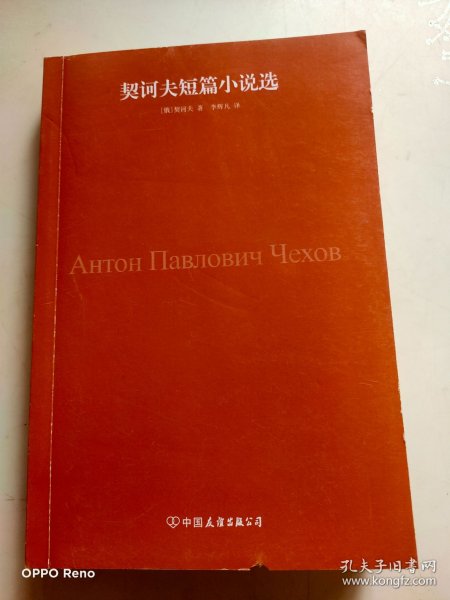 契诃夫短篇小说选
[俄]契诃夫 著 李辉凡 译
Антон Павлович Чехов
中国友谊出版公司
OPPO Reno
孔夫子旧书网
www.kongfz.com